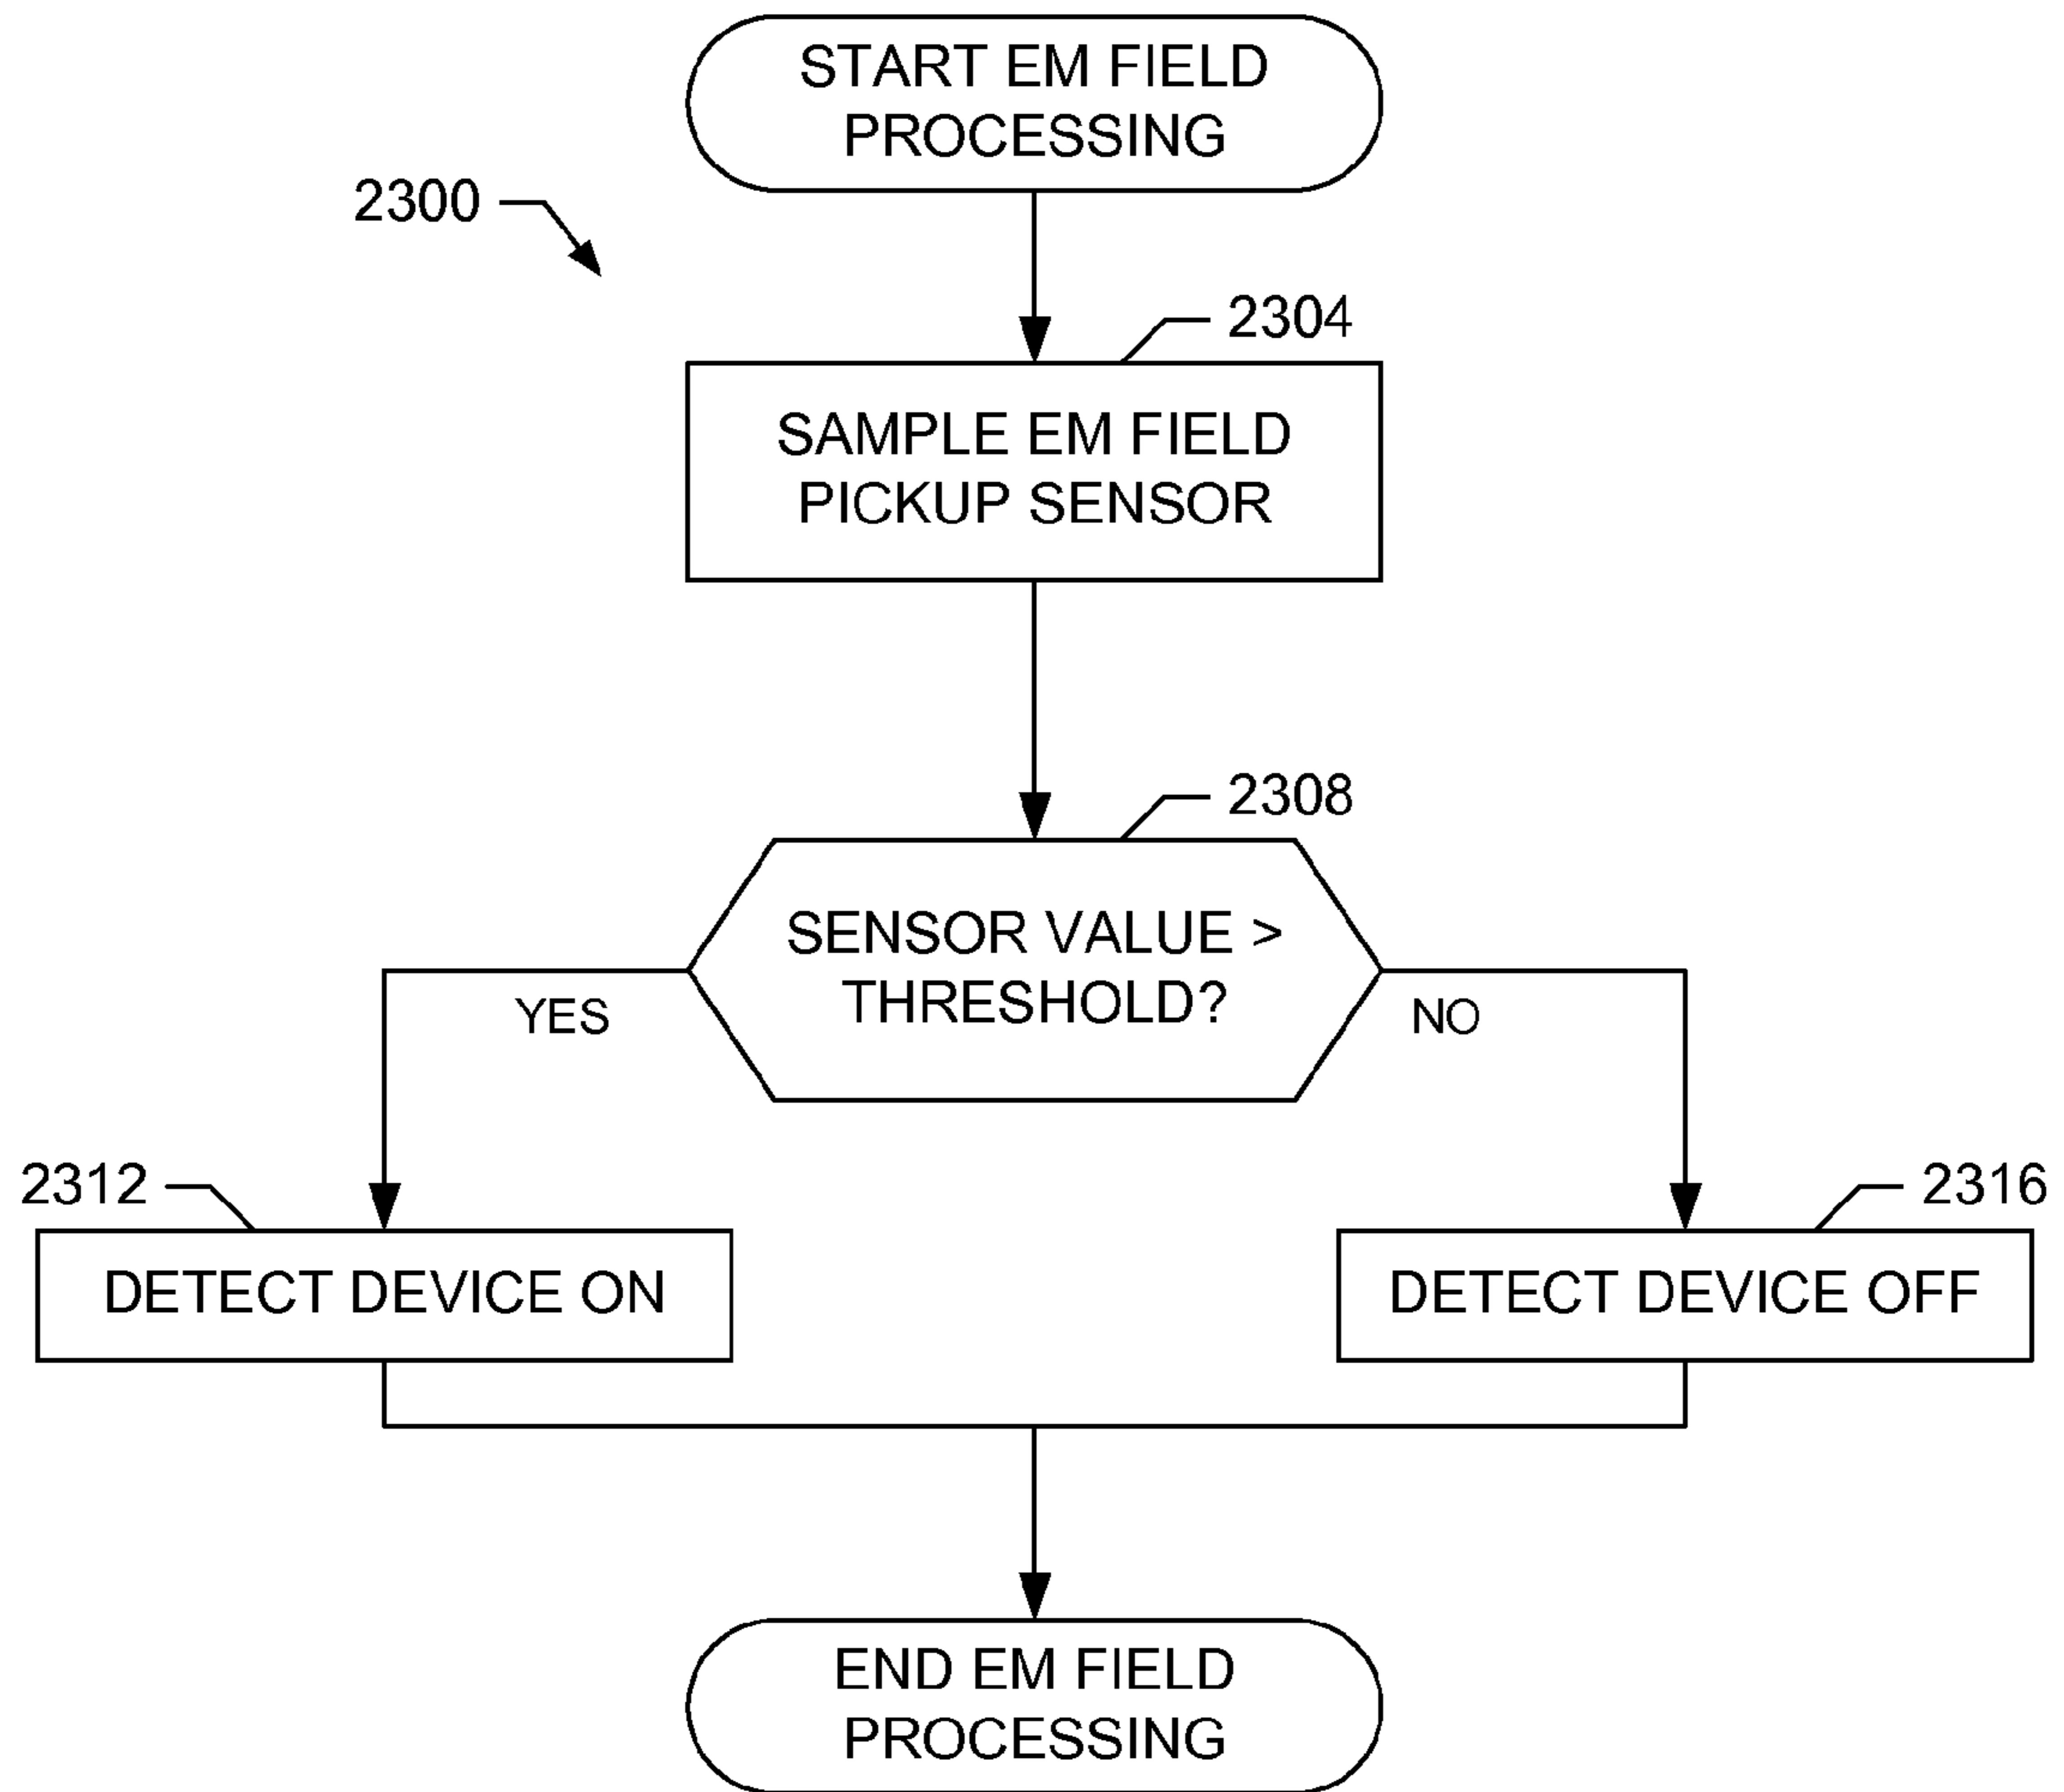 START EM FIELD
PROCESSING
2300
2304
SAMPLE EM FIELD
PICKUP SENSOR
2308
SENSOR VALUE >
THRESHOLD?
YES
NO
2312
2316
DETECT DEVICE ON
DETECT DEVICE OFF
END EM FIELD
PROCESSING